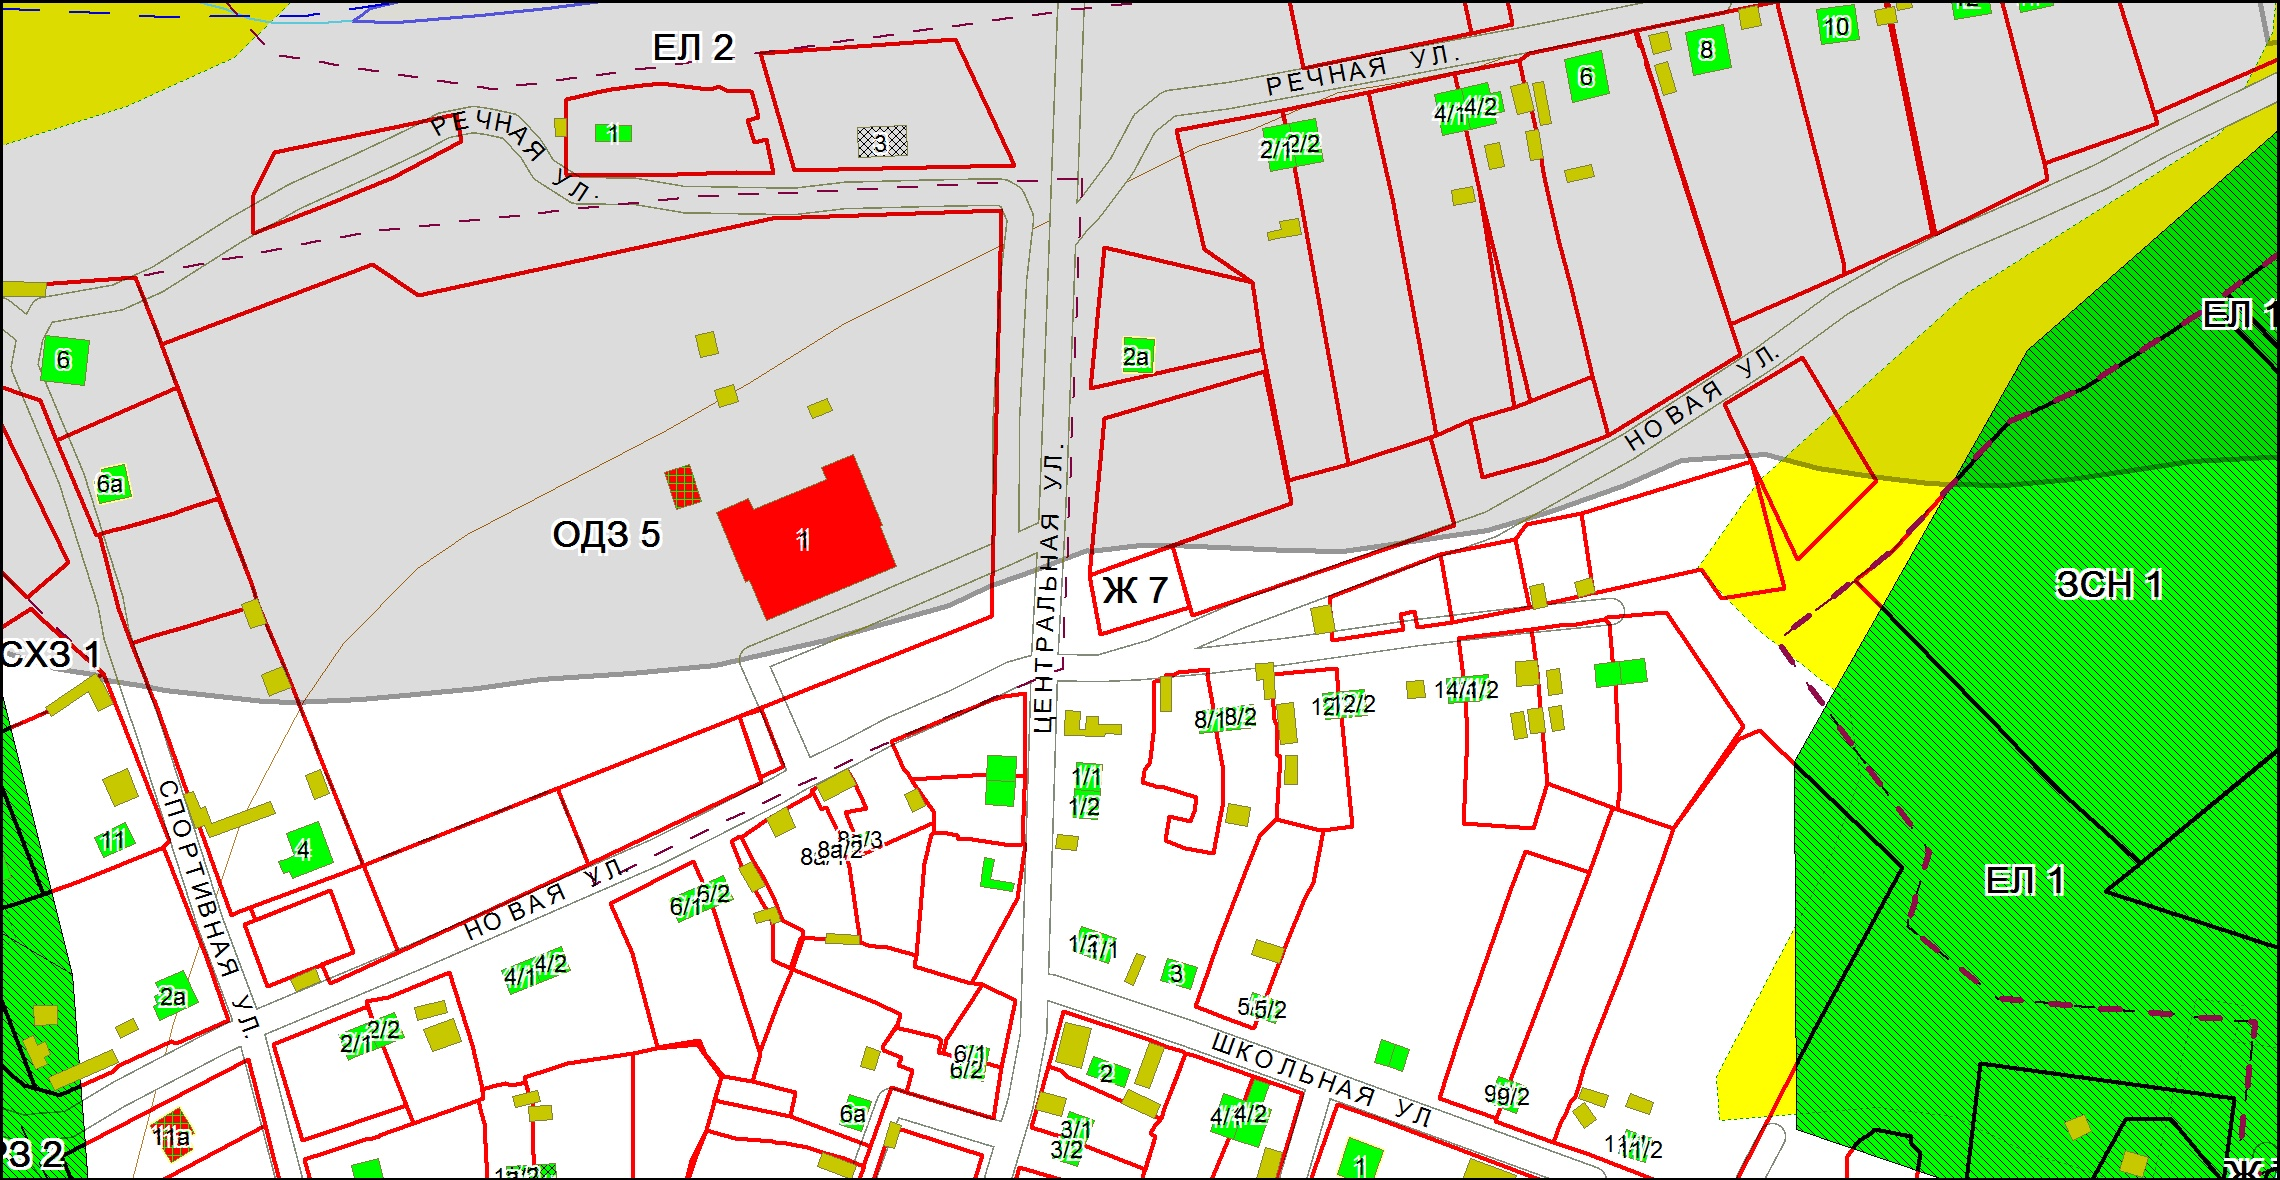 ЕЛ 2
10
8
6
РЕЧНАЯ УЛ.
4/1
4/2
РЕЧНАЯ УЛ.
1
3
2/1
2/2
ЕЛ 1
6
2а
НОВАЯ УЛ.
6а
ОДЗ 5
1
ЦЕНТРАЛЬНАЯ УЛ.
Ж 7
ЗСН 1
СХЗ 1
8/1
8/2
12/2
14/1
1/1
1/2
СПОРТИВНАЯ УЛ.
11
4
8а/2
8а/3
НОВАЯ УЛ.
6/1
6/2
ЕЛ 1
4/1
4/2
1/1
3
2а
5/2
2/1
2/2
ШКОЛЬНАЯ УЛ
6/1
6/2
2
9/2
6а
4/1
4/2
11а
3/1
3/2
11/2
РЗ 2
1